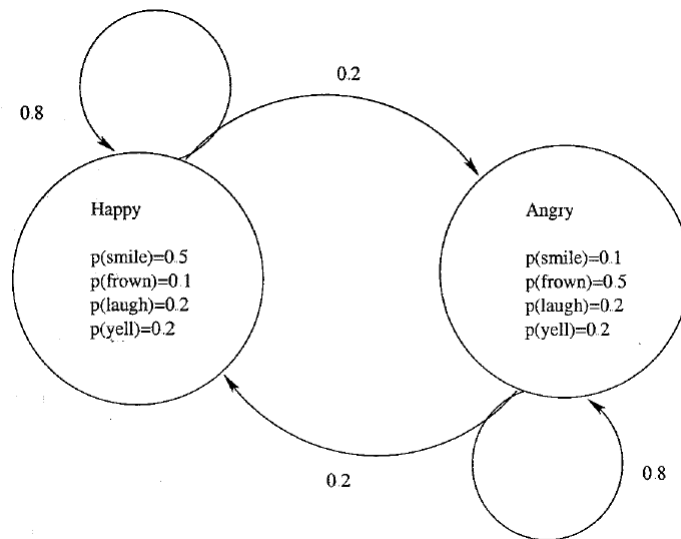 0.2
0.8
Happy
p(smile)=0.5
p(frown)=0.1
p(laugh)=0.2
p(yell)=0.2
Angry
p(smile)=0.1
p(frown)=0.5
p(laugh)=0.2
p(yell)=0.2
0.2
0.8